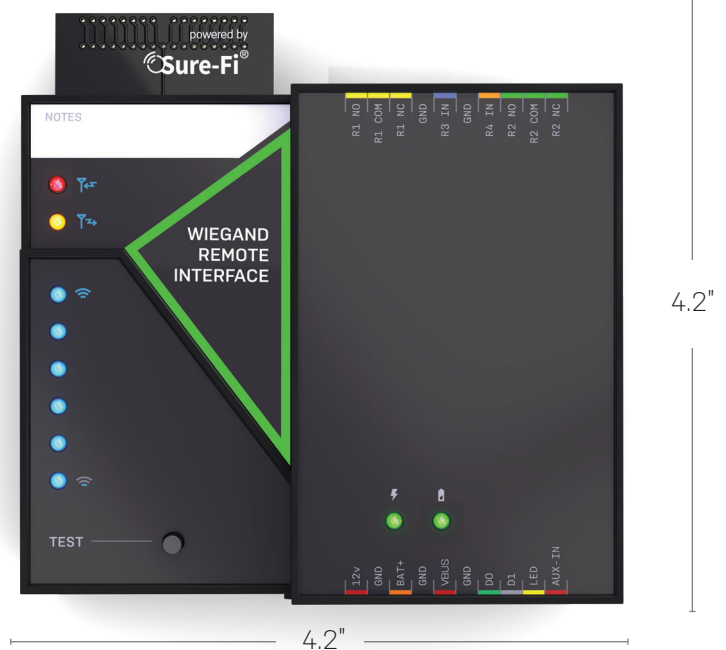 powered by
Sure-Fi®
NOTES
WIEGAND
REMOTE
INTERFACE
TEST
R1 NO
R1 COM
R1 NC
GND
R3 IN
GND
R4 IN
R2 NO
R2 COM
R2 NC
12v
GND
BAT+
GND
VBUS
GND
D0
D1
LED
AUX-IN
4.2"
4.2"